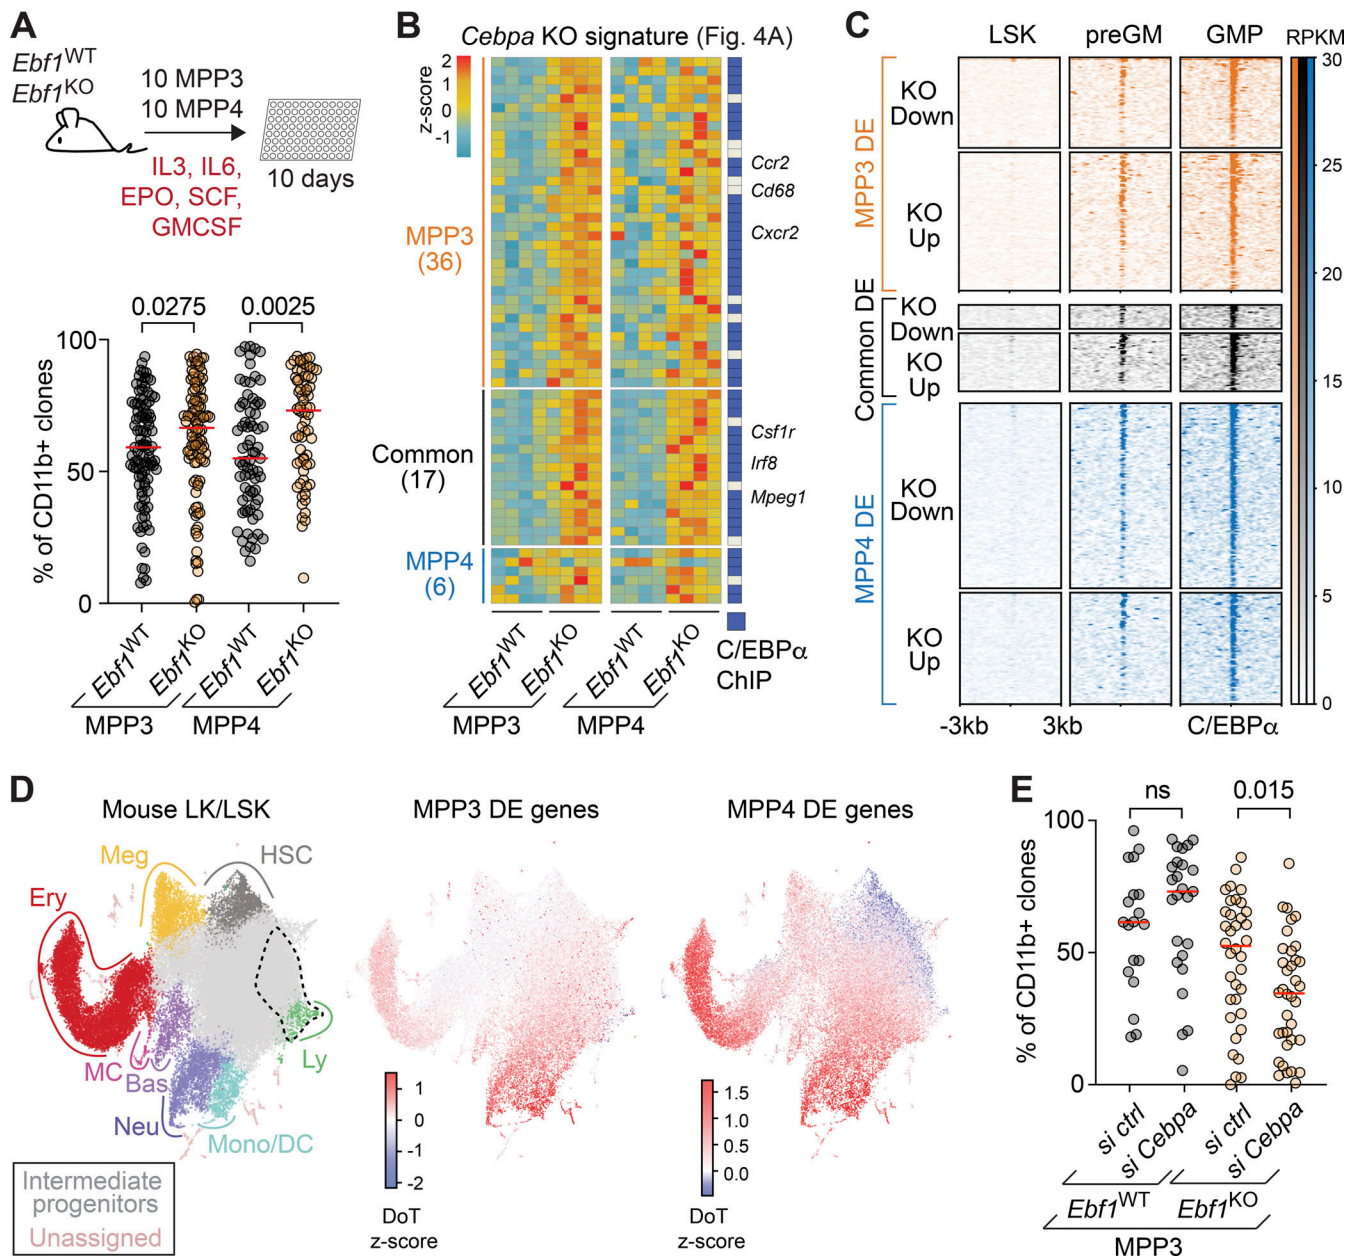 A
Ebf1WT
Ebf1KO
10 MPP3
10 MPP4
IL3, IL6,
EPO, SCF,
GMCSF
10 days
0.0275
0.0025
% of CD11b+ clones
100
50
0
Ebf1WT
Ebf1KO
Ebf1WT
Ebf1KO
MPP3
MPP4
B
Cebpa KO signature (Fig. 4A)
z-score
2
1
0
-1
MPP3
(36)
Common
(17)
MPP4
(6)
Ccr2
Cd68
Cxcr2
Csf1r
Irf8
Mpeg1
Ebf1WT
Ebf1KO
Ebf1WT
Ebf1KO
MPP3
MPP4
C/EBPα
ChIP
C
LSK
preGM
GMP
RPKM
MPP3 DE
KO
Down
KO
Up
Common DE
KO
Down
KO
Up
MPP4 DE
KO
Down
KO
Up
30
25
20
15
10
5
0
-3kb
3kb
C/EBPα
D
Mouse LK/LSK
MPP3 DE genes
MPP4 DE genes
Meg
HSC
Ery
MC
Bas
Ly
Neu
Mono/DC
Intermediate
progenitors
Unassigned
1
0
-1
-2
DoT
z-score
1.5
1.0
0.5
0.0
DoT
z-score
E
ns
0.015
% of CD11b+ clones
100
50
0
si ctrl
si Cebpa
si ctrl
si Cebpa
Ebf1WT
Ebf1KO
MPP3